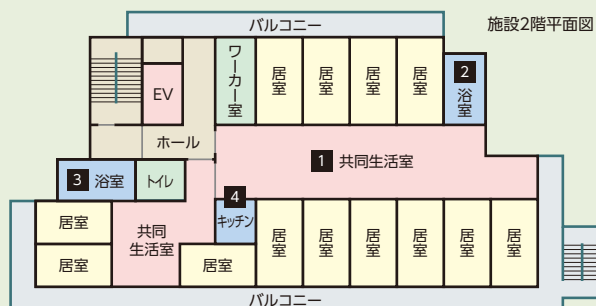 バルコニー
施設2階平面図
ワーカー室
居室
居室
居室
居室
2
浴室
EV
ホール
1 共同生活室
3 浴室
トイレ
4
キッチン
居室
共同
生活室
居室
居室
居室
居室
居室
居室
居室
居室
バルコニー